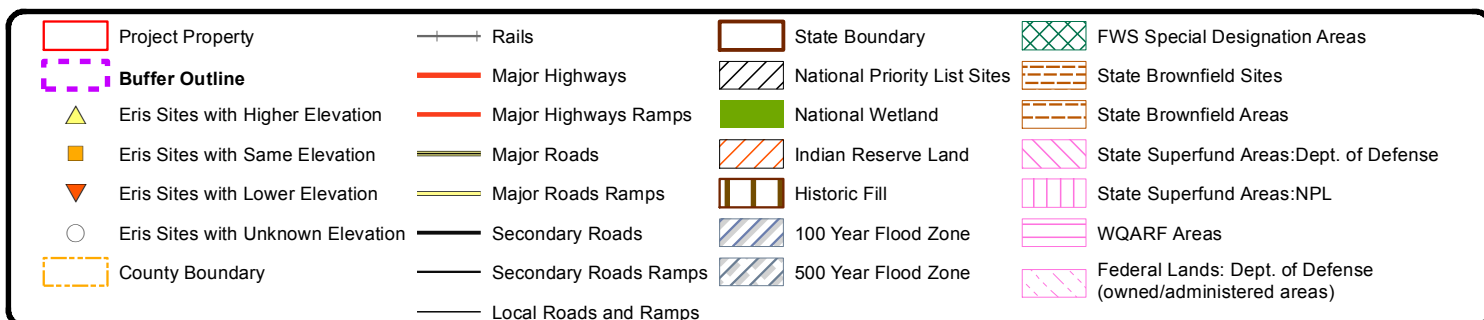 Project Property
Buffer Outline
Eris Sites with Higher Elevation
Eris Sites with Same Elevation
Eris Sites with Lower Elevation
Eris Sites with Unknown Elevation
County Boundary
Rails
Major Highways
Major Highways Ramps
Major Roads
Major Roads Ramps
Secondary Roads
Secondary Roads Ramps
Local Roads and Ramps
State Boundary
National Priority List Sites
National Wetland
Indian Reserve Land
Historic Fill
100 Year Flood Zone
500 Year Flood Zone
FWS Special Designation Areas
State Brownfield Sites
State Brownfield Areas
State Superfund Areas:Dept. of Defense
State Superfund Areas:NPL
WQARF Areas
Federal Lands: Dept. of Defense
(owned/administered areas)